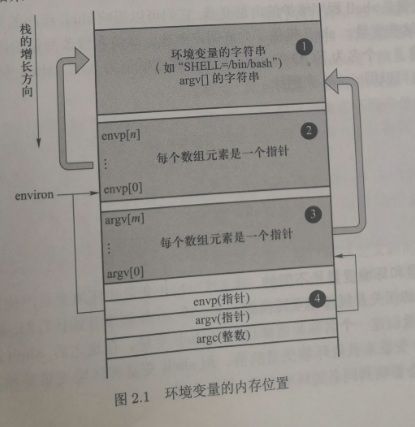 栈的增长方向
环境变量的字符串
(如“SHELL=/bin/bash”)
argv[]的字符串
1
envp[n]
2
⋮
每个数组元素是一个指针
envp[0]
environ
argv[m]
3
⋮
每个数组元素是一个指针
argv[0]
envp(指针)
4
argv(指针)
argc(整数)
图 2.1 环境变量的内存位置